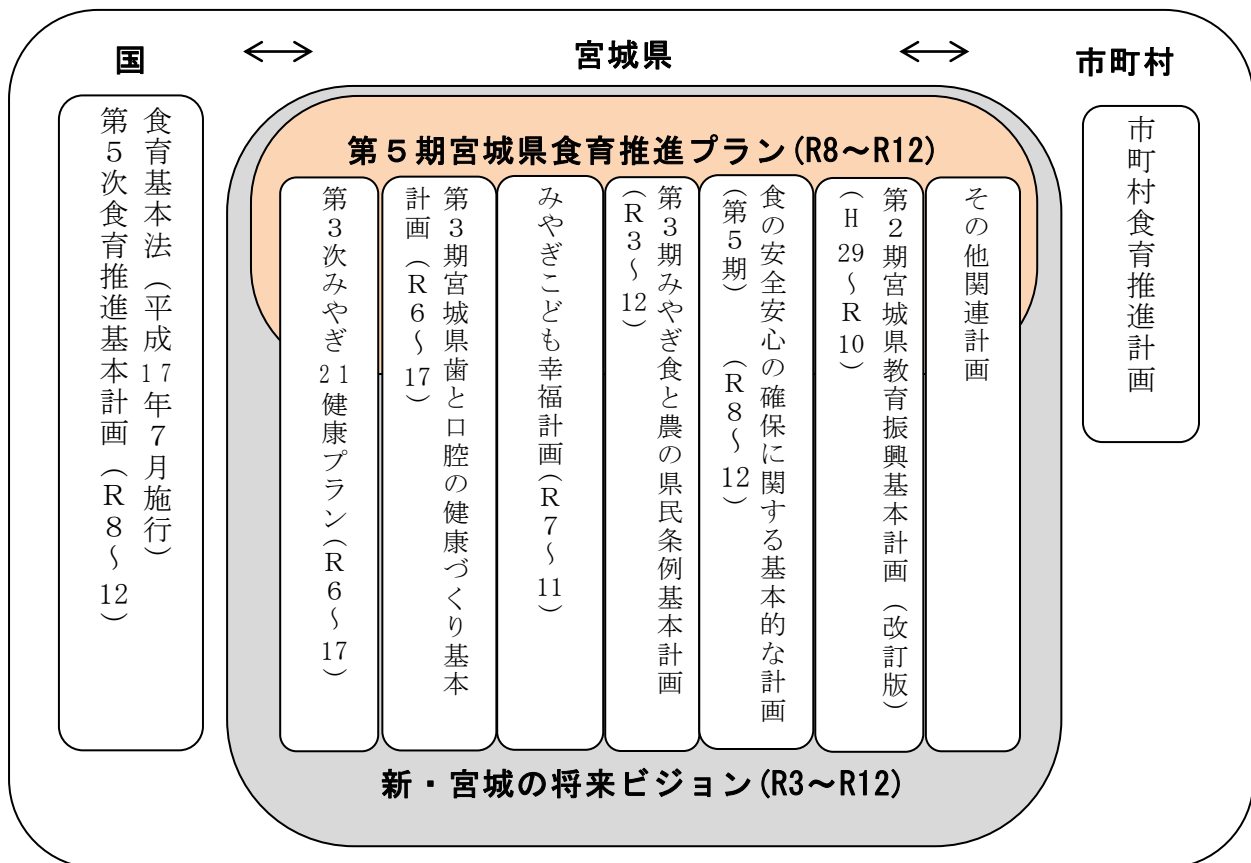 国
宮城県
市町村
食育基本法（平成17年7月施行）
第5次食育推進基本計画（R8～12）
第５期宮城県食育推進プラン(R8～R12)
第3次みやぎ21健康プラン(R6～17)
第3期宮城県歯と口腔の健康づくり基本
計画（R6～17）
みやぎこども幸福計画(R7～11)
第3期みやぎ食と農の県民条例基本計画
（R3～12）
食の安全安心の確保に関する基本的な計画
（第5期）　（R8～12）
第2期宮城県教育振興基本計画（改訂版）
（H29～R10）
その他関連計画
新・宮城の将来ビジョン(R3～R12)
市町村食育推進計画